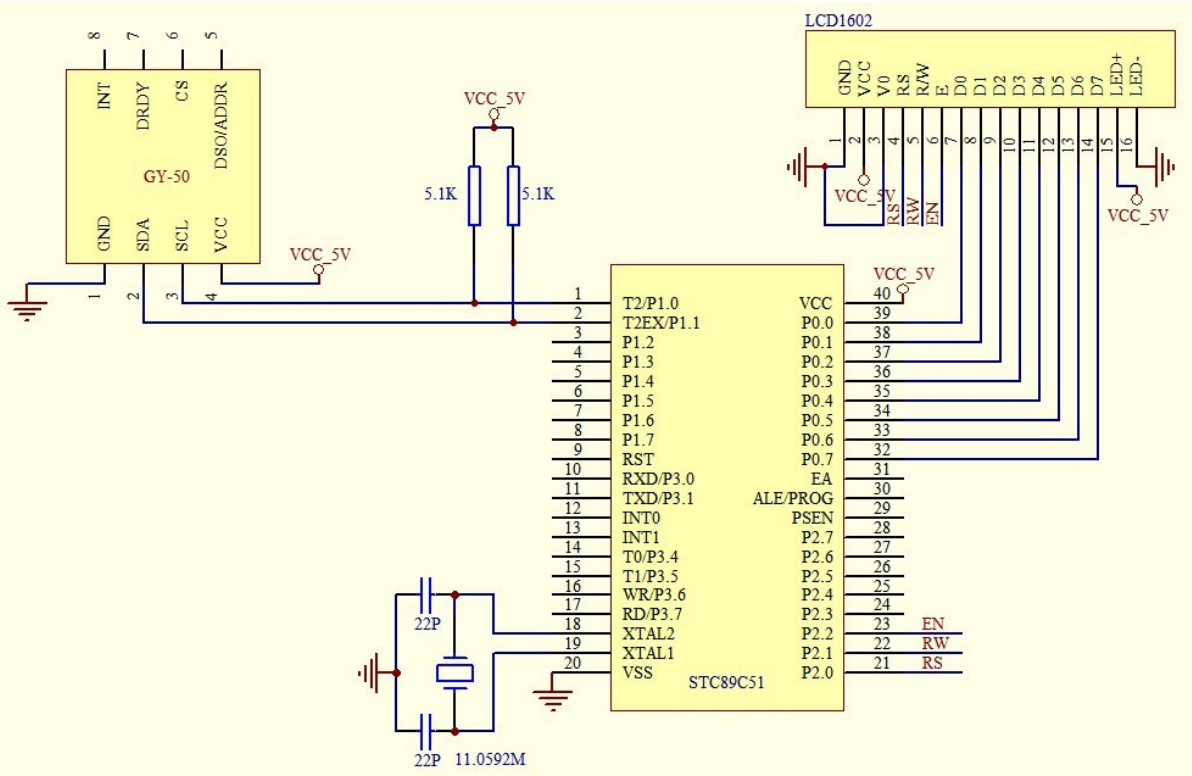 LCD1602
8 7 6 5
INT DRDY CS DSO/ADDR
GY-50
GND SDA SCL VCC
1 2 3 4
VCC_5V
VCC_5V
5.1K 5.1K
GND VCC V0 RS R/W E D0 D1 D2 D3 D4 D5 D6 D7 LED+ LED-
1 2 3 4 5 6 7 8 9 10 11 12 13 14 15 16
VCC_5V
RS RW EN
VCC_5V
VCC_5V
1 T2/P1.0 VCC 40
2 T2EX/P1.1 P0.0 39
3 P1.2 P0.1 38
4 P1.3 P0.2 37
5 P1.4 P0.3 36
6 P1.5 P0.4 35
7 P1.6 P0.5 34
8 P1.7 P0.6 33
9 RST P0.7 32
10 RXD/P3.0 EA 31
11 TXD/P3.1 ALE/PROG 30
12 INT0 PSEN 29
13 INT1 P2.7 28
14 T0/P3.4 P2.6 27
15 T1/P3.5 P2.5 26
16 WR/P3.6 P2.4 25
17 RD/P3.7 P2.3 24
18 XTAL2 P2.2 23 EN
19 XTAL1 P2.1 22 RW
20 VSS P2.0 21 RS
STC89C51
22P
22P 11.0592M